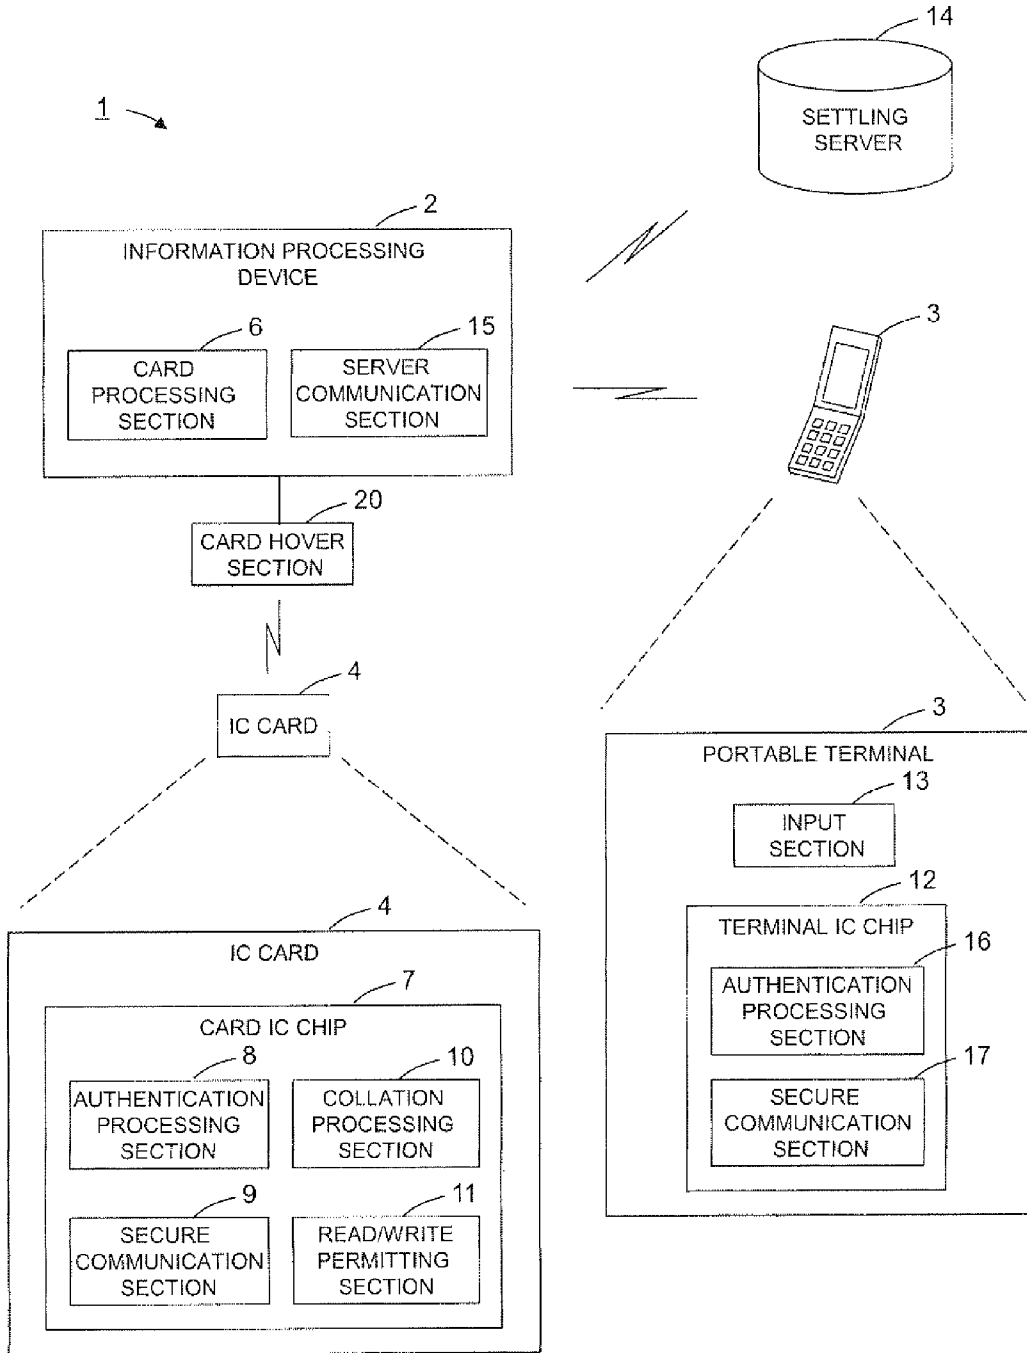 14
SETTLING
SERVER
1
2
INFORMATION PROCESSING
DEVICE
6
CARD
PROCESSING
SECTION
15
SERVER
COMMUNICATION
SECTION
3
20
CARD HOVER
SECTION
4
IC CARD
3
PORTABLE TERMINAL
13
INPUT
SECTION
12
TERMINAL IC CHIP
16
AUTHENTICATION
PROCESSING
SECTION
17
SECURE
COMMUNICATION
SECTION
4
IC CARD
7
CARD IC CHIP
8
AUTHENTICATION
PROCESSING
SECTION
10
COLLATION
PROCESSING
SECTION
9
SECURE
COMMUNICATION
SECTION
11
READ/WRITE
PERMITTING
SECTION